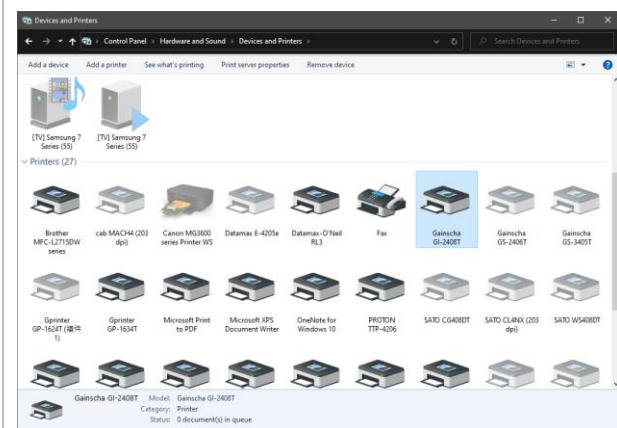 Devices and Printers
Control Panel > Hardware and Sound > Devices and Printers >
Search Devices and Printers
Add a device Add a printer See what's printing Print server properties Remove device
[TV] Samsung 7 Series (55)
[TV] Samsung 7 Series (55)
Printers (27)
Brother MFC-L2715DW series
cab MACH4 (203 dpi)
Canon MG3600 series Printer WS
Datamax E-4205e
Datamax-O'Neil RL3
Fax
Gainscha GI-2408T
Gainscha GS-2406T
Gainscha GS-3405T
Gprinter GP-1624T (複件 1)
Gprinter GP-1634T
Microsoft Print to PDF
Microsoft XPS Document Writer
OneNote for Windows 10
PROTON TTP-4206
SATO CG408DT
SATO CL4NX (203 dpi)
SATO WS408DT
Gainscha GI-2408T Model: Gainscha GI-2408T
Category: Printer
Status: 0 document(s) in queue